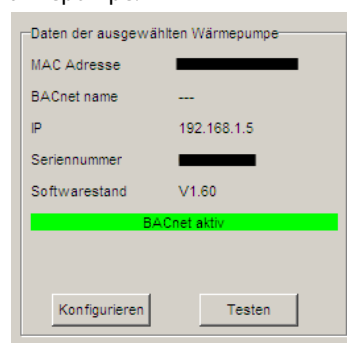 Daten der ausgewählten Wärmepumpe
MAC Adresse
BACnet name ---
IP 192.168.1.5
Seriennummer
Softwarestand V1.60
BACnet aktiv
Konfigurieren Testen